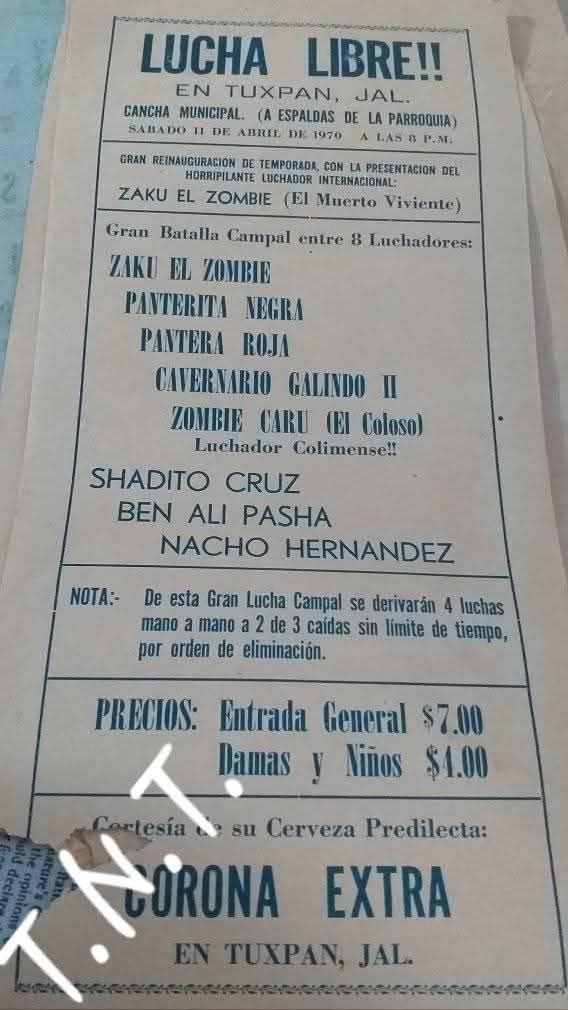 LUCHA LIBRE!!
EN TUXPAN, JAL.
CANCHA MUNICIPAL. (A ESPALDAS DE LA PARROQUIA)
SABADO 11 DE ABRIL DE 1970 A LAS 8 P.M.
GRAN REINAUGURACION DE TEMPORADA, CON LA PRESENTACION DEL
HORRIPILANTE LUCHADOR INTERNACIONAL:
ZAKU EL ZOMBIE (El Muerto Viviente)
Gran Batalla Campal entre 8 Luchadores:
ZAKU EL ZOMBIE
PANTERITA NEGRA
PANTERA ROJA
CAVERNARIO GALINDO II
ZOMBIE CARU (El Coloso)
Luchador Colimense!!
SHADITO CRUZ
BEN ALI PASHA
NACHO HERNANDEZ
NOTA:- De esta Gran Lucha Campal se derivarán 4 luchas
mano a mano a 2 de 3 caídas sin límite de tiempo,
por orden de eliminación.
PRECIOS: Entrada General $7.00
Damas y Niños $4.00
Cortesía de su Cerveza Predilecta:
CORONA EXTRA
EN TUXPAN, JAL.
T.N.T.